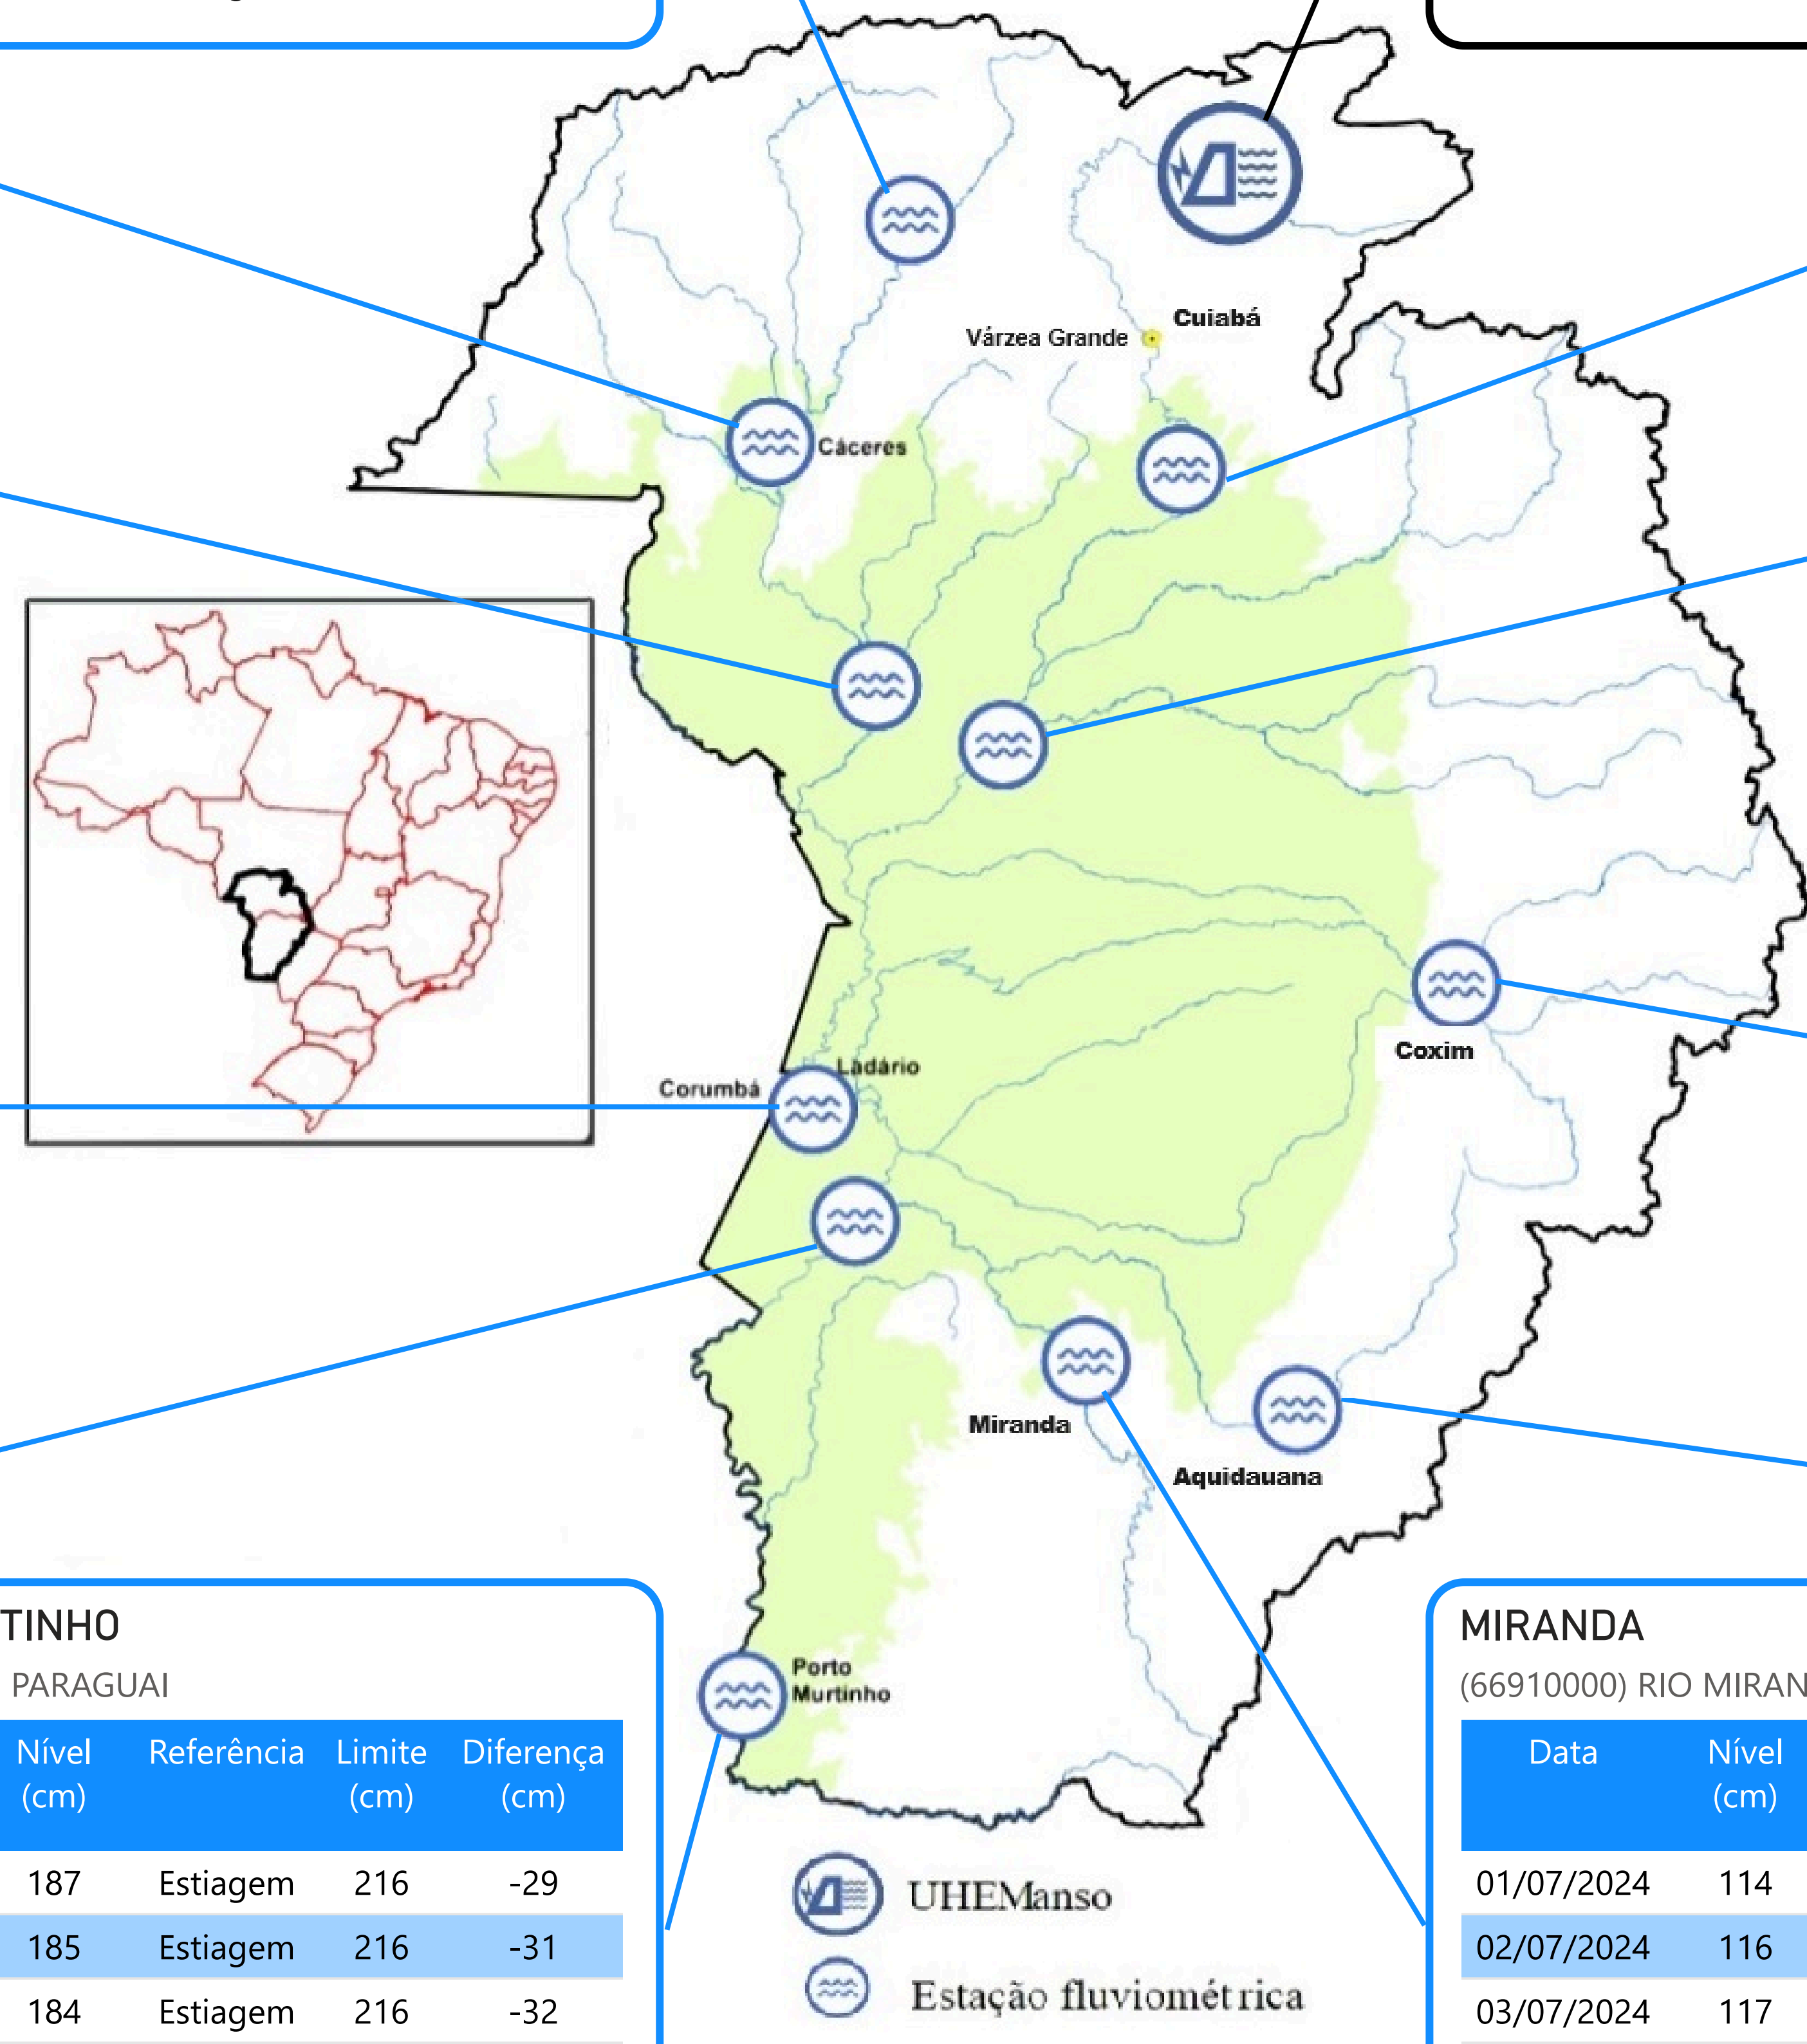 Cuiabá
Várzea Grande
Cáceres
Coxim
Ladário
Corumbá
Miranda
Aquidauana
Porto
Murtinho
TINHO
PARAGUAI
Nível
(cm)
Referência
Limite
(cm)
Diferença
(cm)
187 Estiagem 216 -29
185 Estiagem 216 -31
184 Estiagem 216 -32
UHEManso
Estação fluviométrica
MIRANDA
(66910000) RIO MIRAN
Data
Nível
(cm)
01/07/2024 114
02/07/2024 116
03/07/2024 117